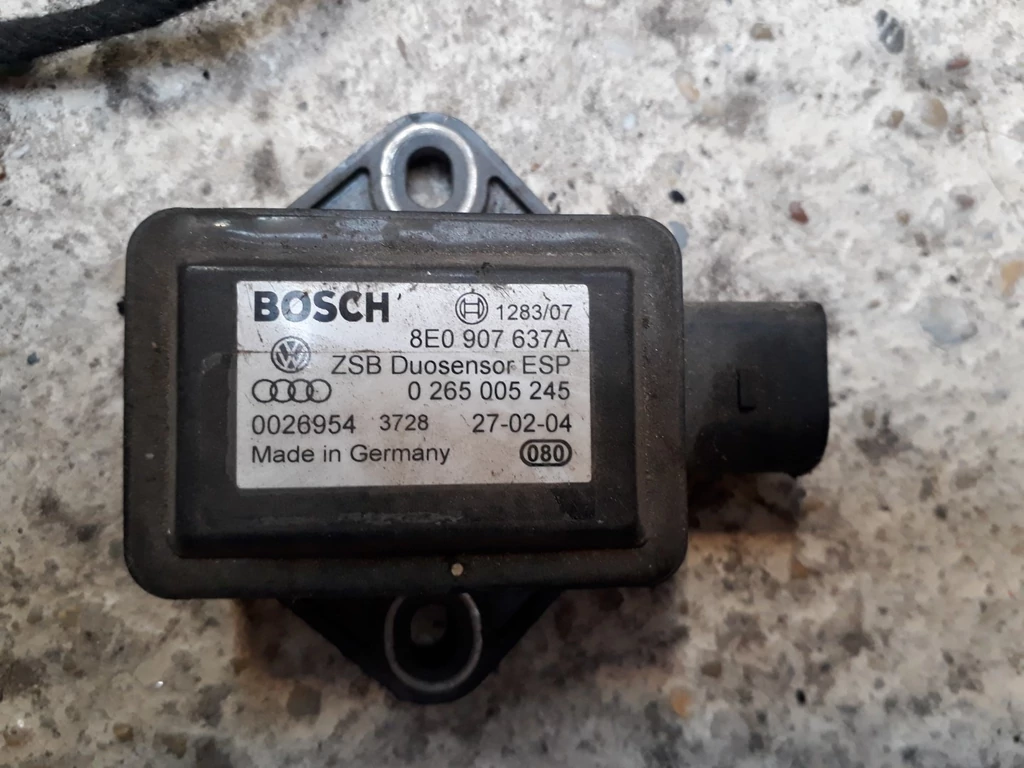 BOSCH 1283/07
8E0 907 637A
ZSB Duosensor ESP
0 265 005 245
0026954 3728 27-02-04
Made in Germany 080
L